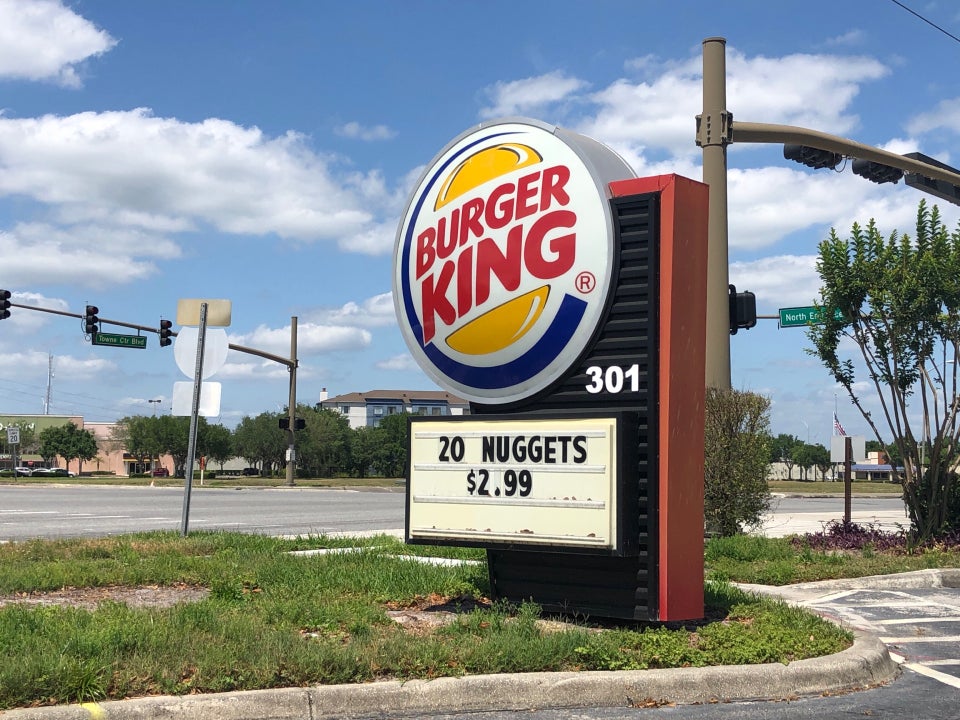 BURGER
KING
®
301
20 NUGGETS
$2.99
Towne Ctr Blvd
North En